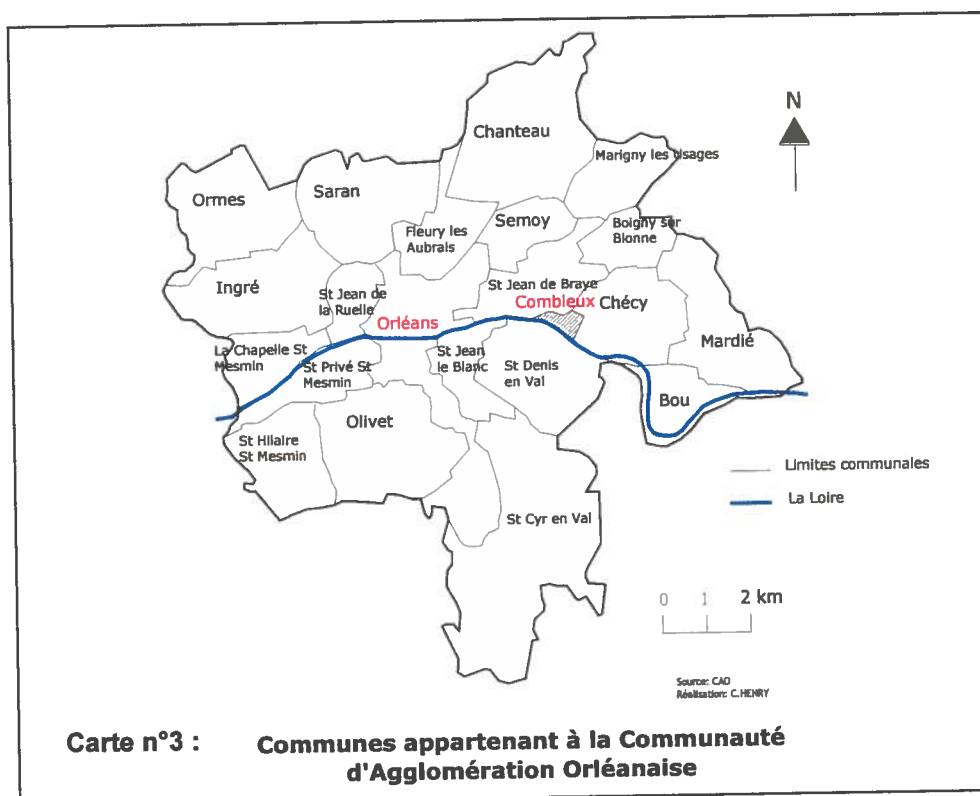 N
Chanteau
Marigny les Usages
Ormes
Saran
Semoy
Fleury les
Aubrais
Boigny sur
Bionne
Ingré
St Jean de
la Ruelle
St Jean de Braye
Combleux
Chécy
Orléans
Mardié
La Chapelle St
Mesmin
St Privé St
Mesmin
St Jean
le Blanc
St Denis
en Val
Bou
Olivet
St Hilaire
St Mesmin
St Cyr en Val
Limites communales
La Loire
0 1 2 km
Source: CAO
Réalisation: C.HENRY
Carte n°3 : Communes appartenant à la Communauté
d'Agglomération Orléanaise